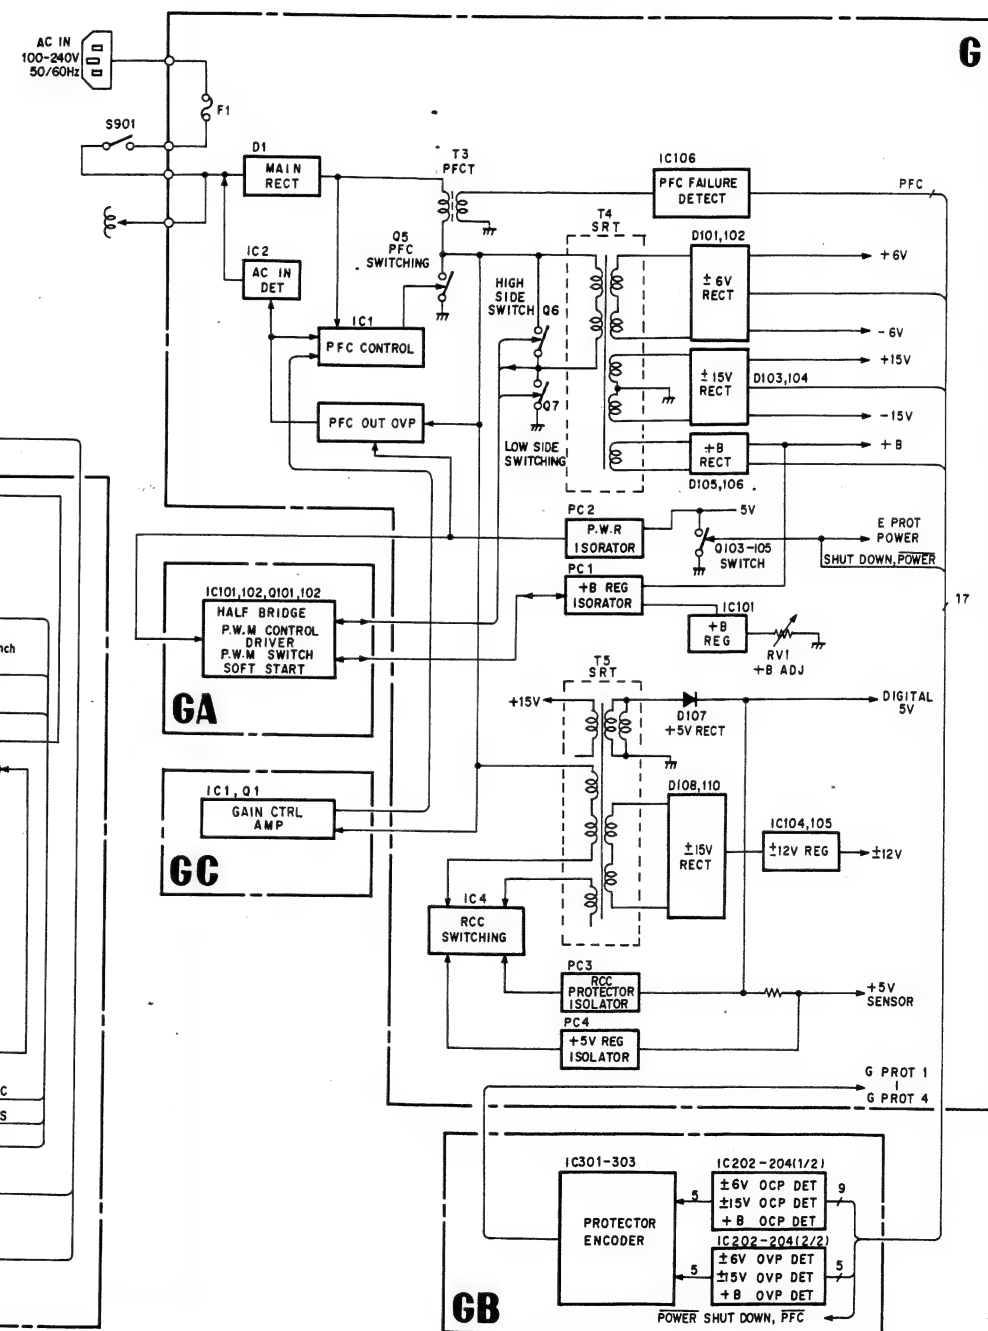 G
AC IN
100-240V
50/60Hz
F1
S901
D1
MAIN
RECT
T3
PFCT
IC106
PFC FAILURE
DETECT
PFC
T4
SRT
D101,102
±6V
RECT
+6V
-6V
Q5
PFC
SWITCHING
IC2
AC IN
DET
HIGH
SIDE
SWITCH
Q6
IC1
PFC CONTROL
+15V
±15V
RECT
D103,104
-15V
Q7
PFC OUT OVP
LOW SIDE
SWITCHING
+B
RECT
+B
D105,106
PC2
P.W.R
ISORATOR
5V
Q103-105
SWITCH
E PROT
POWER
SHUT DOWN, POWER
PC1
+B REG
ISORATOR
IC101
+B
REG
RV1
+B ADJ
17
IC101,102,Q101,102
HALF BRIDGE
P.W.M CONTROL
DRIVER
P.W.M SWITCH
SOFT START
GA
nch
T5
SRT
+15V
D107
+5V RECT
DIGITAL
5V
IC1, Q1
GAIN CTRL
AMP
GC
D108,110
±15V
RECT
IC104,105
±12V REG
±12V
IC4
RCC
SWITCHING
PC3
RCC
PROTECTOR
ISOLATOR
+5V
SENSOR
PC4
+5V REG
ISOLATOR
G PROT 1
|
G PROT 4
C
S
IC301-303
PROTECTOR
ENCODER
IC202-204(1/2)
±6V OCP DET
±15V OCP DET
+B OCP DET
5
9
IC202-204(2/2)
±6V OVP DET
±15V OVP DET
+B OVP DET
5
5
GB
POWER SHUT DOWN, PFC